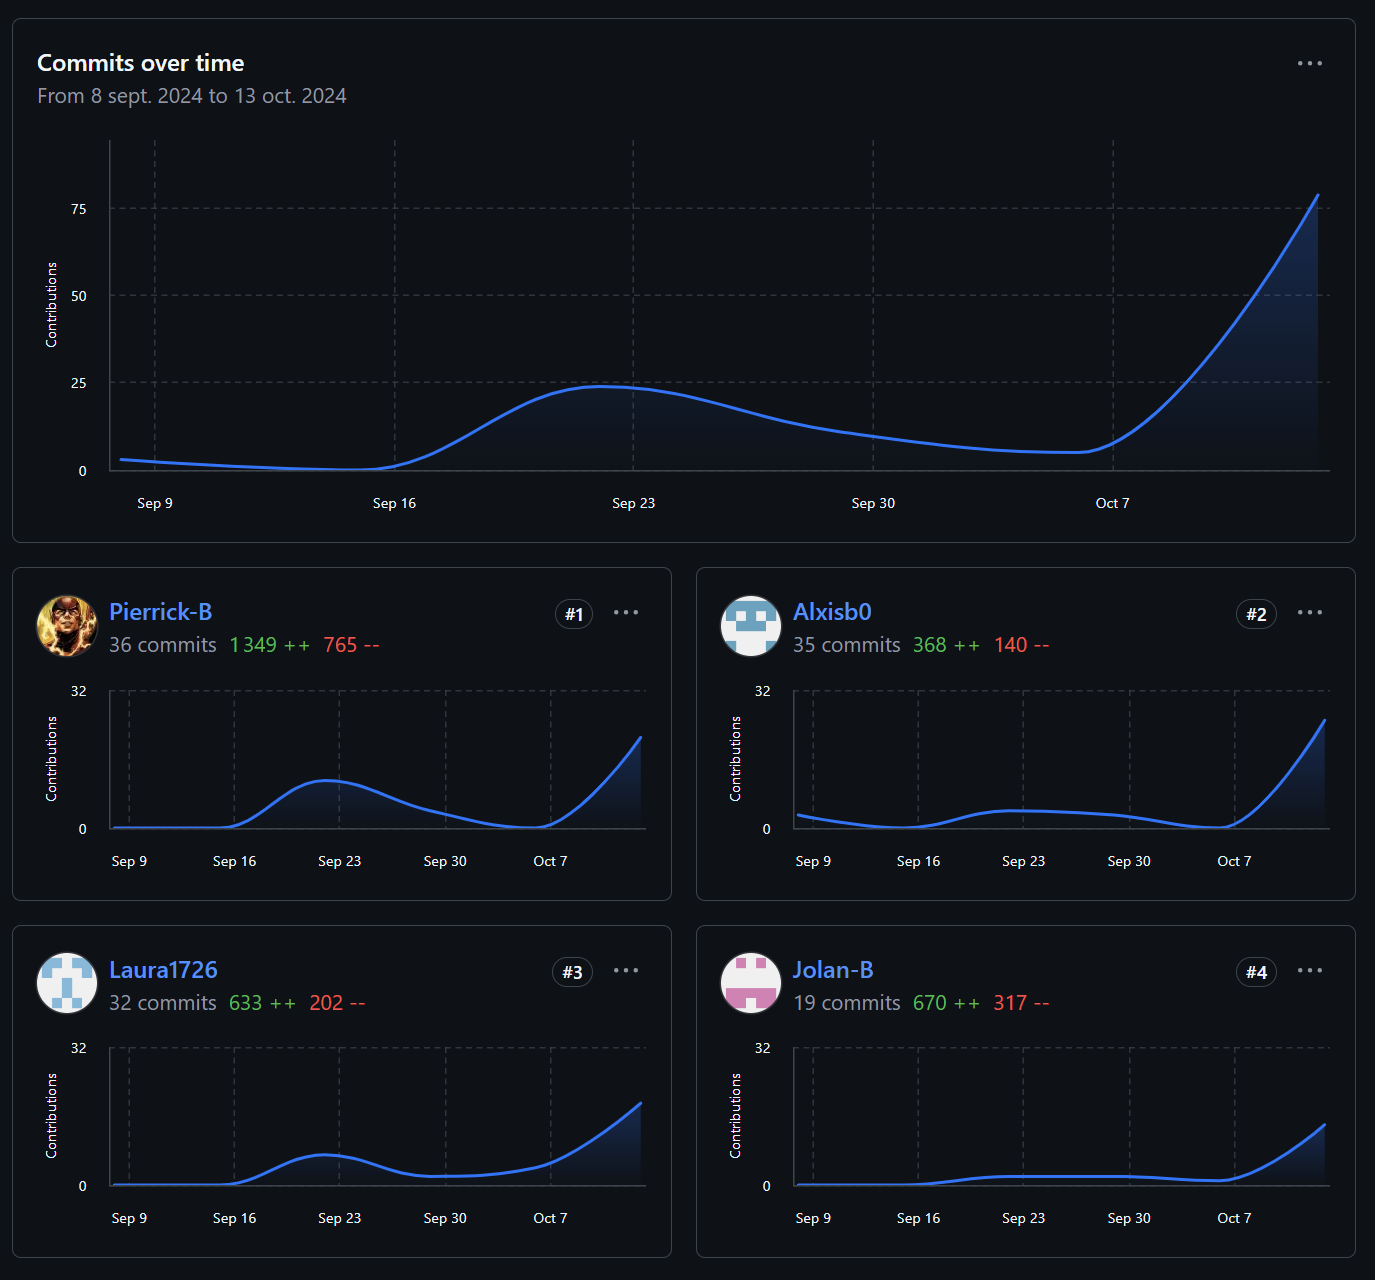 Commits over time
From 8 sept. 2024 to 13 oct. 2024
Contributions
75
50
25
0
Sep 9 Sep 16 Sep 23 Sep 30 Oct 7
Pierrick-B #1
36 commits 1 349 ++ 765 --
Contributions
32
0
Sep 9 Sep 16 Sep 23 Sep 30 Oct 7
Alxisb0 #2
35 commits 368 ++ 140 --
Contributions
32
0
Sep 9 Sep 16 Sep 23 Sep 30 Oct 7
Laura1726 #3
32 commits 633 ++ 202 --
Contributions
32
0
Sep 9 Sep 16 Sep 23 Sep 30 Oct 7
Jolan-B #4
19 commits 670 ++ 317 --
Contributions
32
0
Sep 9 Sep 16 Sep 23 Sep 30 Oct 7